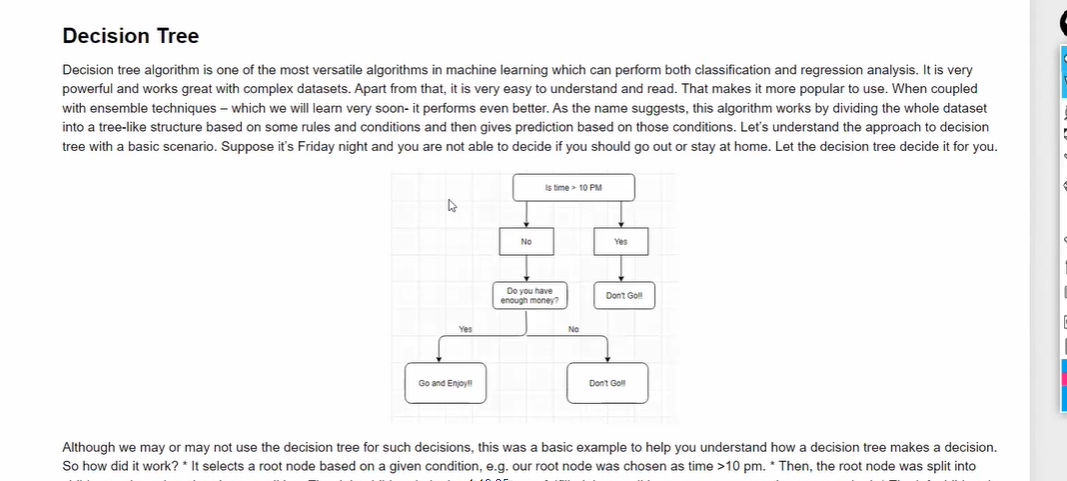 Decision Tree
Decision tree algorithm is one of the most versatile algorithms in machine learning which can perform both classification and regression analysis. It is very
powerful and works great with complex datasets. Apart from that, it is very easy to understand and read. That makes it more popular to use. When coupled
with ensemble techniques – which we will learn very soon- it performs even better. As the name suggests, this algorithm works by dividing the whole dataset
into a tree-like structure based on some rules and conditions and then gives prediction based on those conditions. Let's understand the approach to decision
tree with a basic scenario. Suppose it's Friday night and you are not able to decide if you should go out or stay at home. Let the decision tree decide it for you.
Is time > 10 PM
No
Yes
Do you have
enough money?
Don't Go!!
Yes
No
Go and Enjoy!!
Don't Go!!
Although we may or may not use the decision tree for such decisions, this was a basic example to help you understand how a decision tree makes a decision.
So how did it work? * It selects a root node based on a given condition, e.g. our root node was chosen as time >10 pm. * Then, the root node was split into